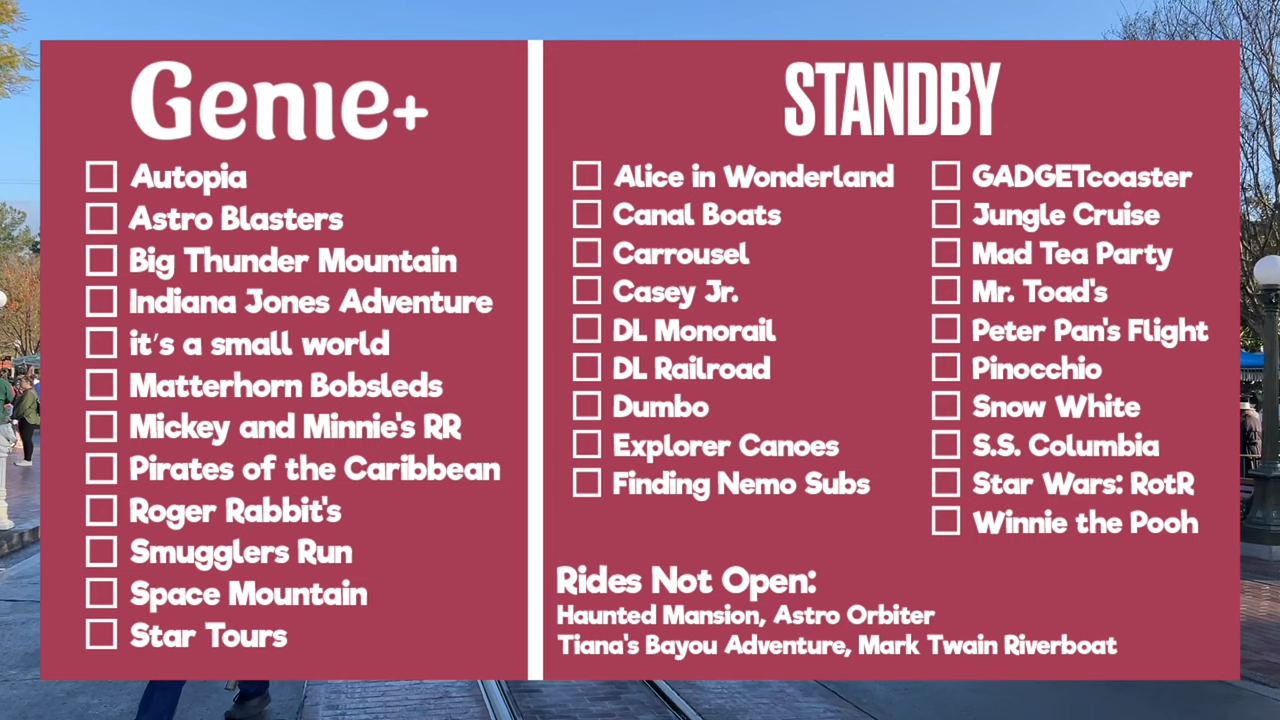 Genie+
Autopia
Astro Blasters
Big Thunder Mountain
Indiana Jones Adventure
it's a small world
Matterhorn Bobsleds
Mickey and Minnie's RR
Pirates of the Caribbean
Roger Rabbit's
Smugglers Run
Space Mountain
Star Tours
STANDBY
Alice in Wonderland
Canal Boats
Carrousel
Casey Jr.
DL Monorail
DL Railroad
Dumbo
Explorer Canoes
Finding Nemo Subs
GADGETcoaster
Jungle Cruise
Mad Tea Party
Mr. Toad's
Peter Pan's Flight
Pinocchio
Snow White
S.S. Columbia
Star Wars: RotR
Winnie the Pooh
Rides Not Open:
Haunted Mansion, Astro Orbiter
Tiana's Bayou Adventure, Mark Twain Riverboat